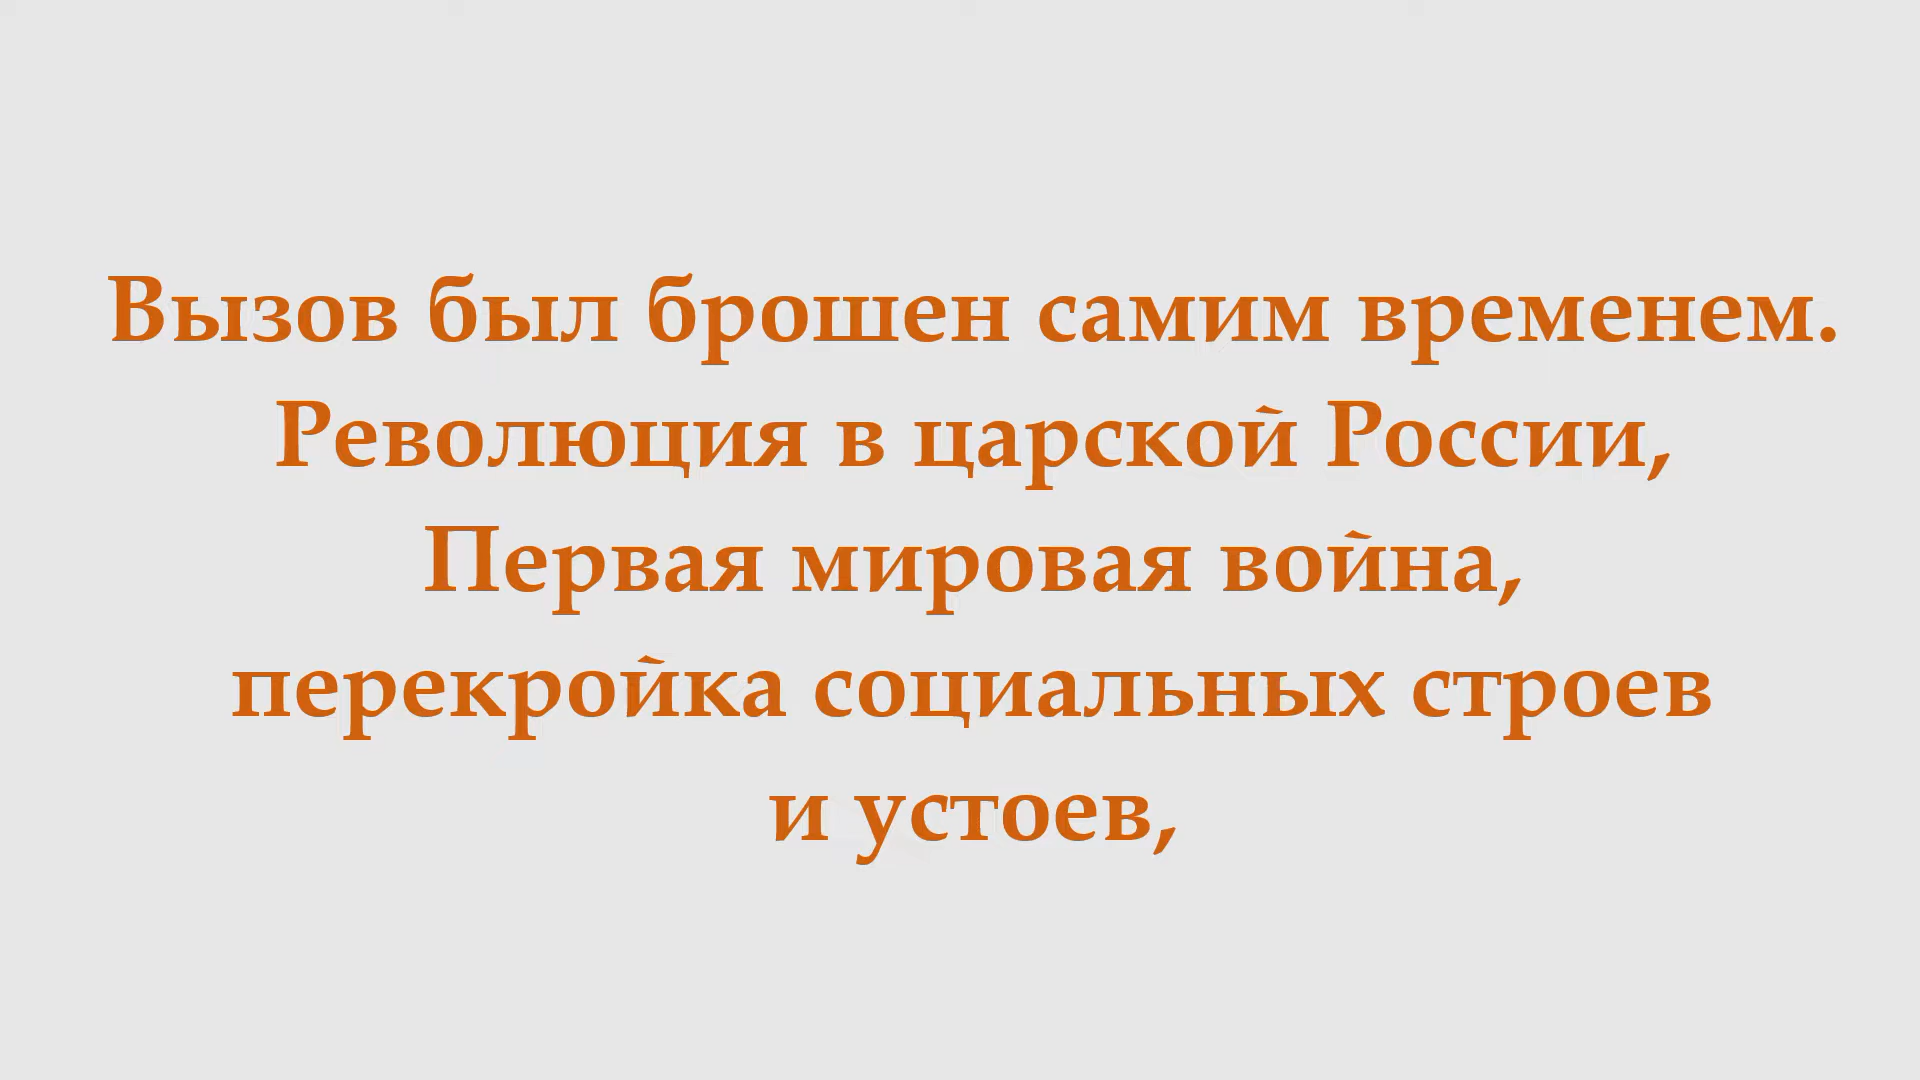 Вызов был брошен самим временем.
Революция в царской России,
Первая мировая война,
перекройка социальных строев
и устоев,